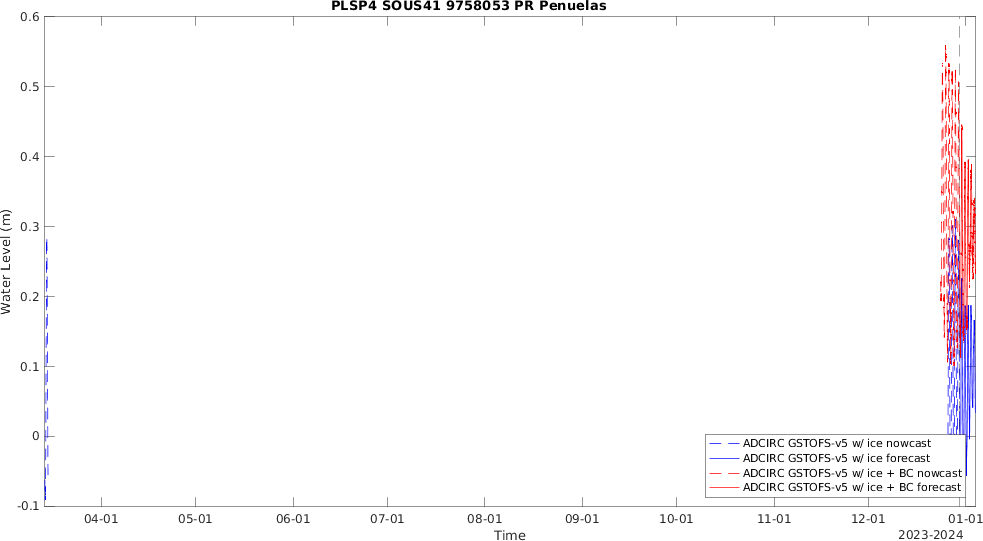 PLSP4 SOUS41 9758053 PR Penuelas
0.6
0.5
0.4
0.3
0.2
0.1
0
-0.1
Water Level (m)
ADCIRC GSTOFS-v5 w/ ice nowcast
ADCIRC GSTOFS-v5 w/ ice forecast
ADCIRC GSTOFS-v5 w/ ice + BC nowcast
ADCIRC GSTOFS-v5 w/ ice + BC forecast
04-01 05-01 06-01 07-01 08-01 09-01 10-01 11-01 12-01 01-01
Time
2023-2024